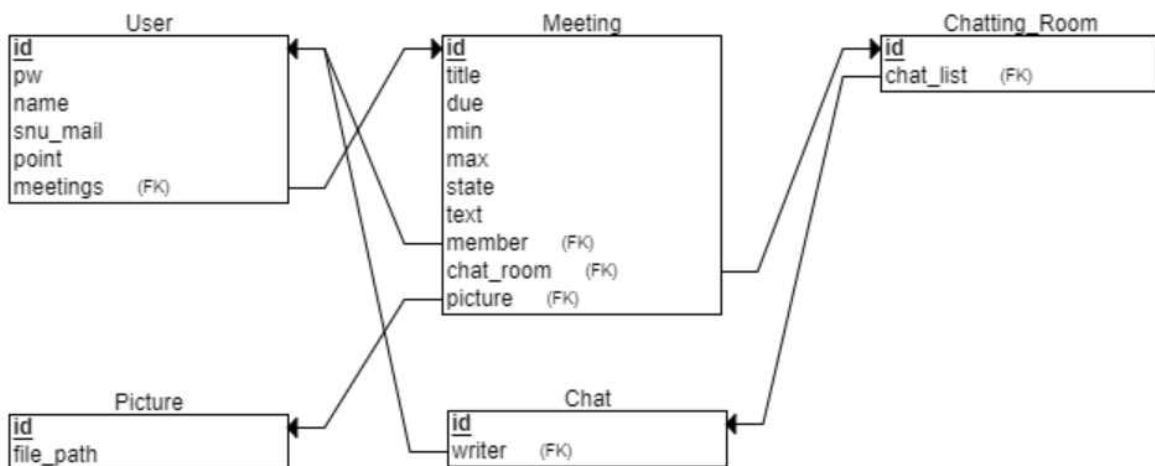 User
id
pw
name
snu_mail
point
meetings (FK)
Meeting
id
title
due
min
max
state
text
member (FK)
chat_room (FK)
picture (FK)
Chatting_Room
id
chat_list (FK)
Picture
id
file_path
Chat
id
writer (FK)